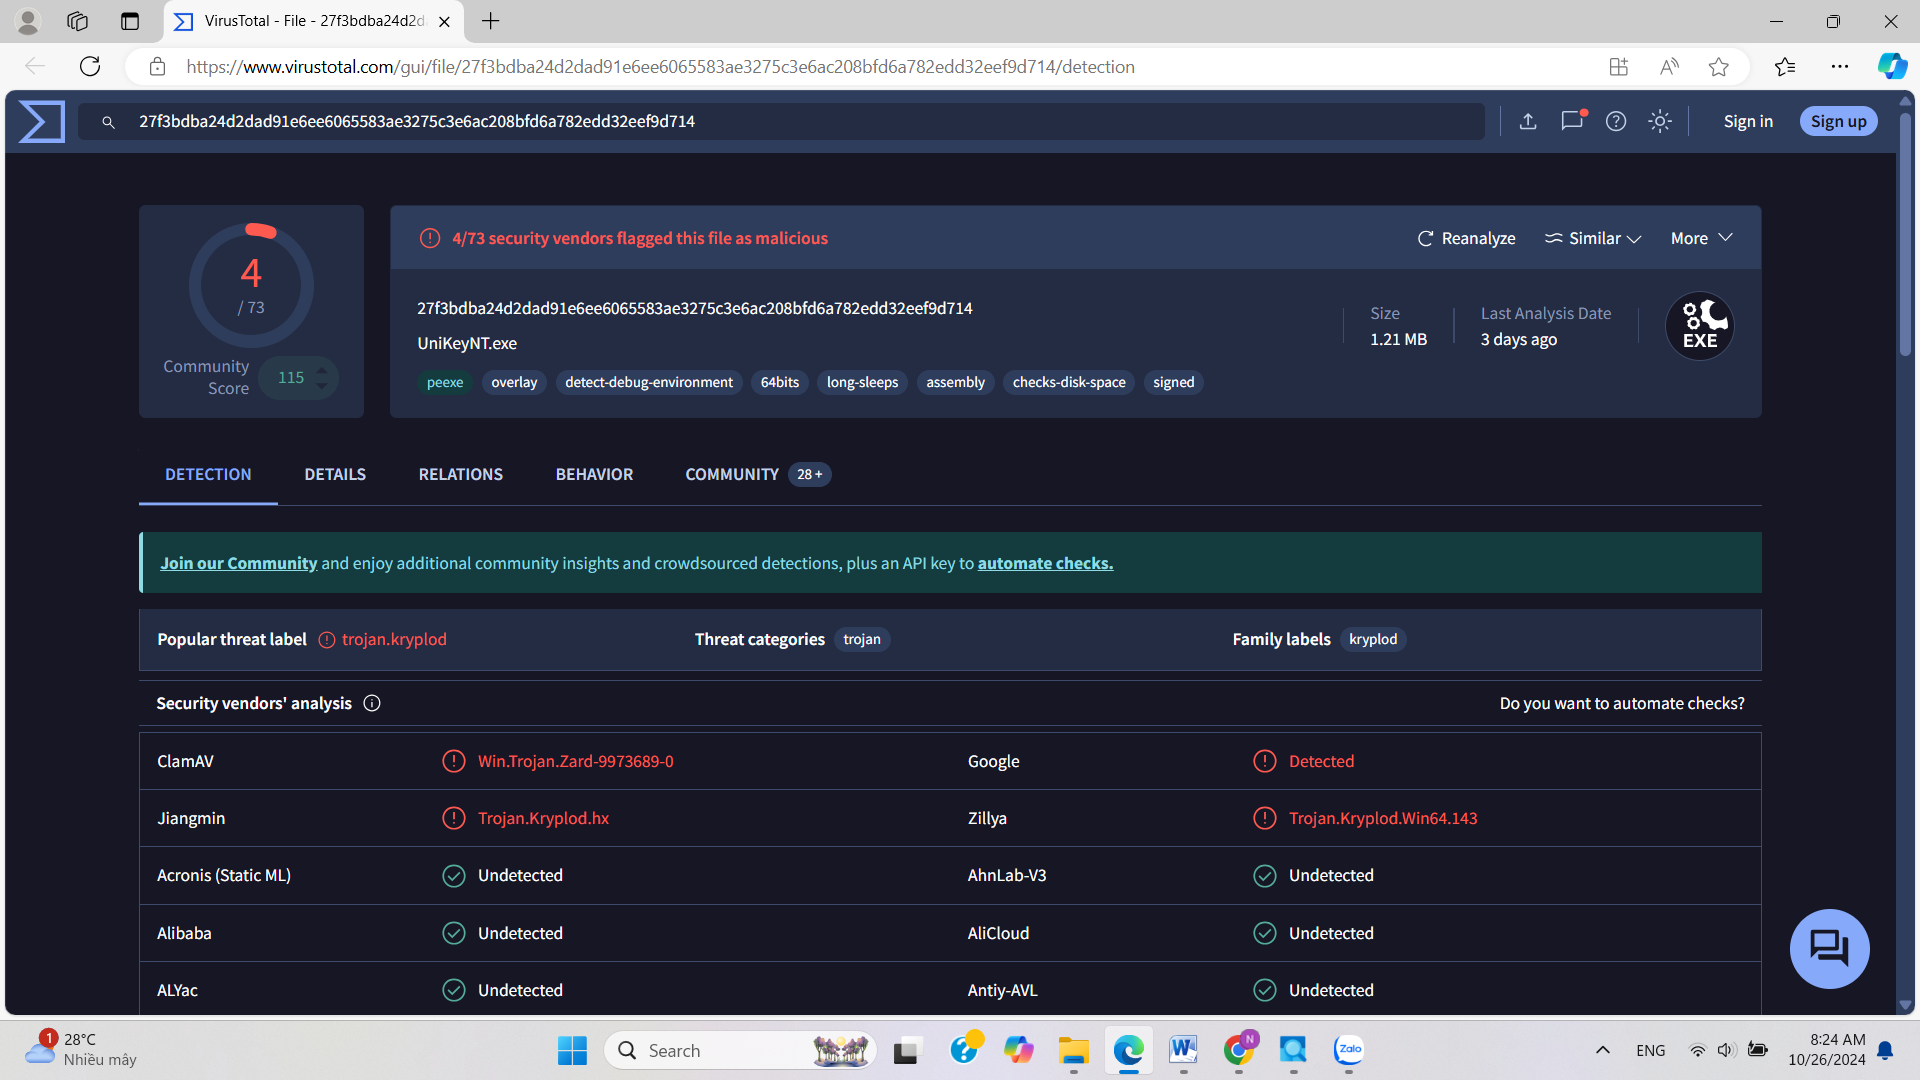 VirusTotal - File - 27f3bdba24d2d
https://www.virustotal.com/gui/file/27f3bdba24d2dad91e6ee6065583ae3275c3e6ac208bfd6a782edd32eef9d714/detection
27f3bdba24d2dad91e6ee6065583ae3275c3e6ac208bfd6a782edd32eef9d714
Sign in
Sign up
4
/ 73
Community Score
115
4/73 security vendors flagged this file as malicious
Reanalyze
Similar
More
27f3bdba24d2dad91e6ee6065583ae3275c3e6ac208bfd6a782edd32eef9d714
UniKeyNT.exe
peexe
overlay
detect-debug-environment
64bits
long-sleeps
assembly
checks-disk-space
signed
Size
1.21 MB
Last Analysis Date
3 days ago
EXE
DETECTION
DETAILS
RELATIONS
BEHAVIOR
COMMUNITY
28 +
Join our Community and enjoy additional community insights and crowdsourced detections, plus an API key to automate checks.
Popular threat label
trojan.kryplod
Threat categories
trojan
Family labels
kryplod
Security vendors' analysis
Do you want to automate checks?
ClamAV
Win.Trojan.Zard-9973689-0
Google
Detected
Jiangmin
Trojan.Kryplod.hx
Zillya
Trojan.Kryplod.Win64.143
Acronis (Static ML)
Undetected
AhnLab-V3
Undetected
Alibaba
Undetected
AliCloud
Undetected
ALYac
Undetected
Antiy-AVL
Undetected
1
28°C
Nhiều mây
Search
N
Zalo
ENG
8:24 AM
10/26/2024